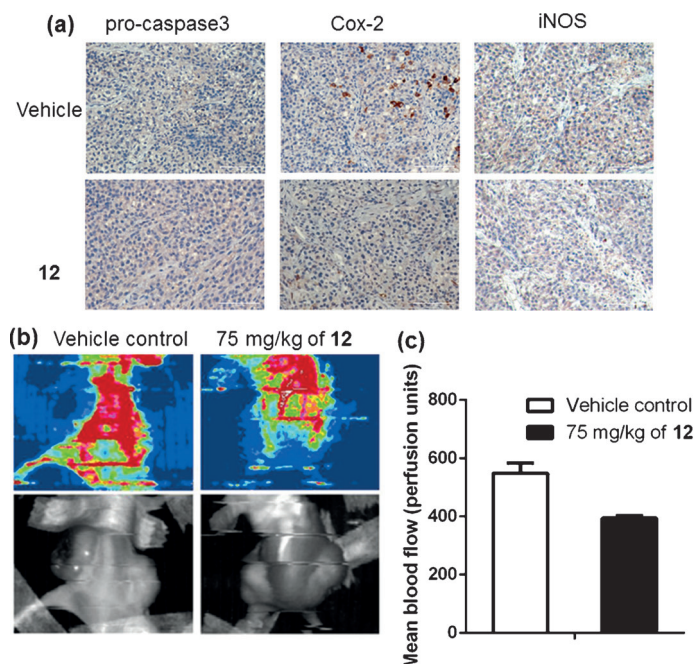 (a)
pro-caspase3
Cox-2
iNOS
Vehicle
12
(b) Vehicle control
75 mg/kg of 12
(c)
Mean blood flow (perfusion units)
800
600
400
200
0
Vehicle control
75 mg/kg of 12